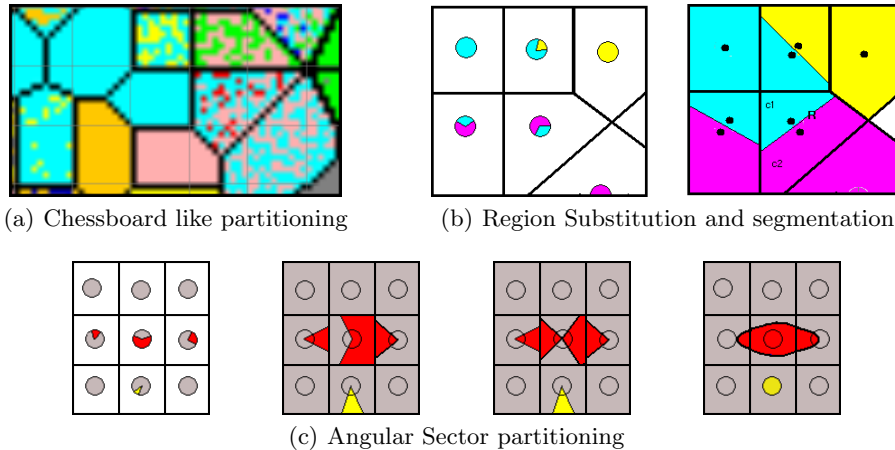 c1
R
c2
(a) Chessboard like partitioning
(b) Region Substitution and segmentation
(c) Angular Sector partitioning